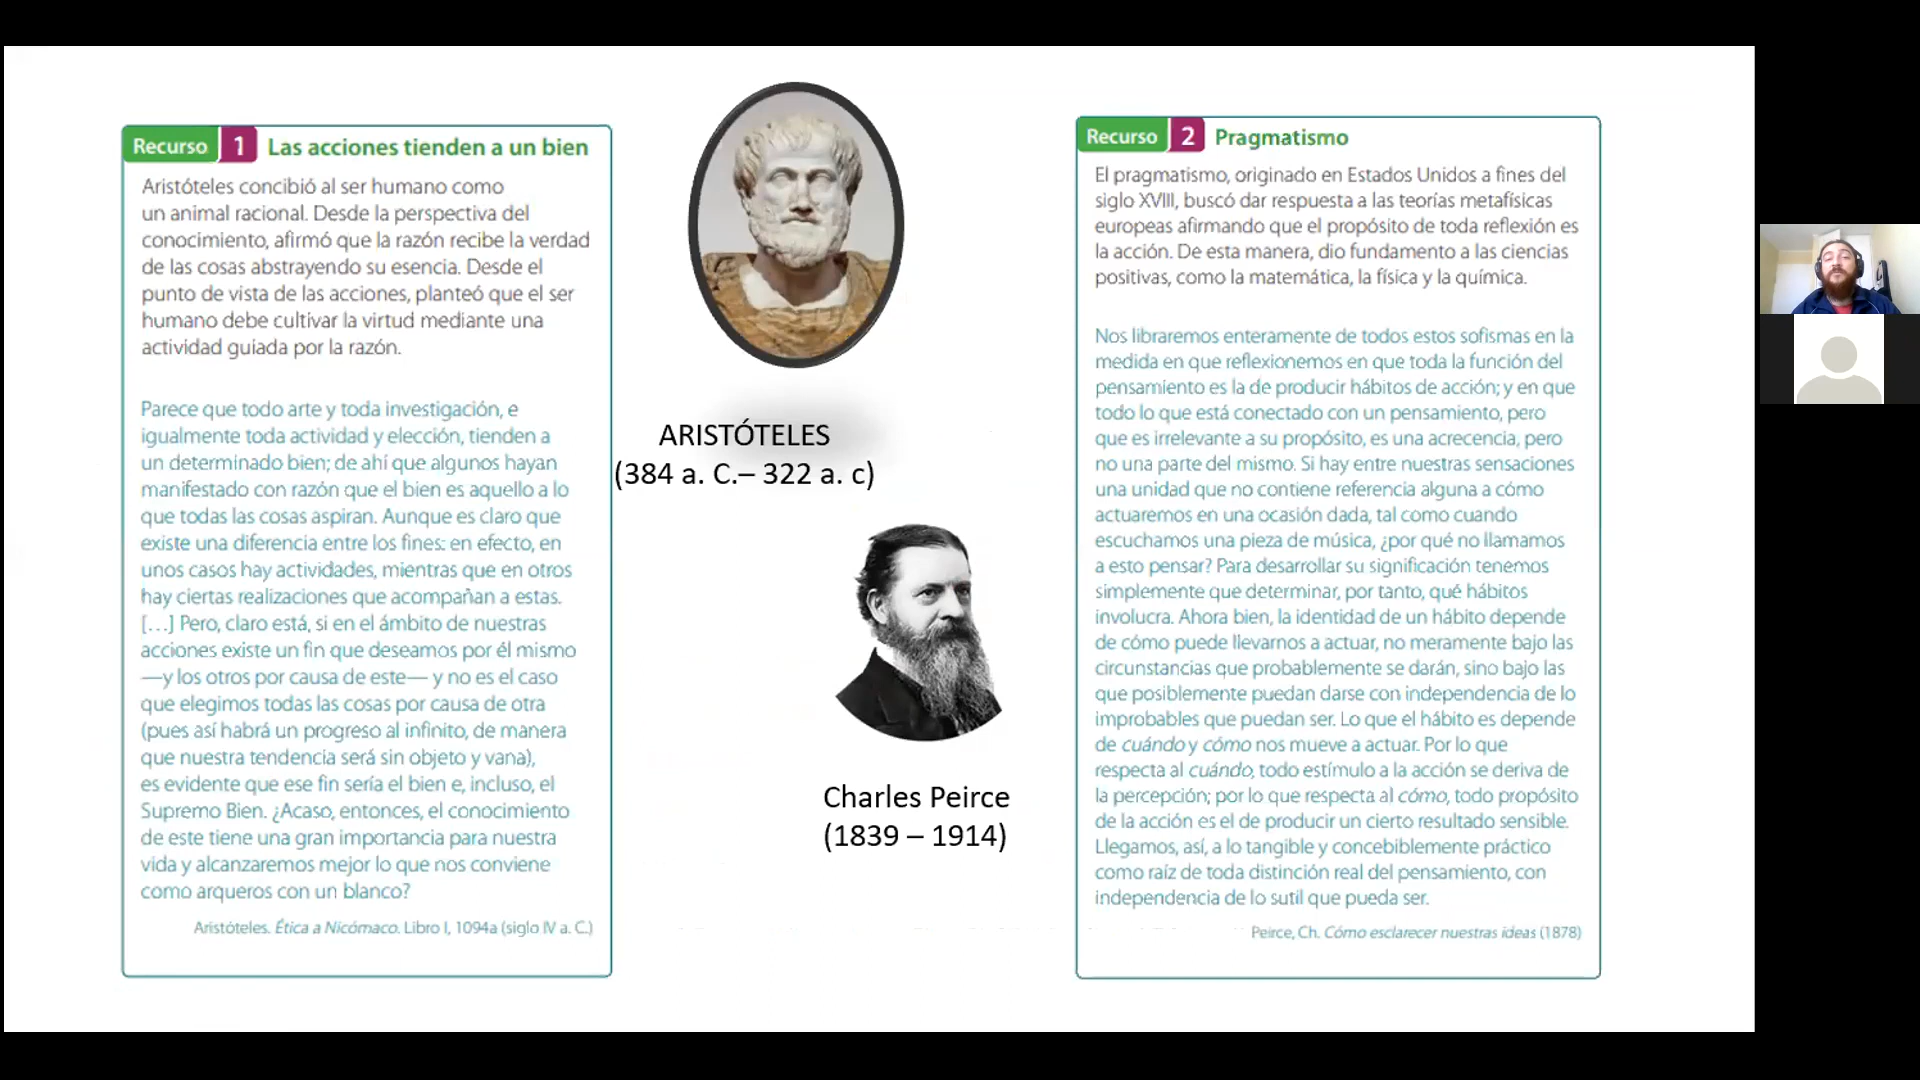 Recurso 1 Las acciones tienden a un bien
Aristóteles concibió al ser humano como
un animal racional. Desde la perspectiva del
conocimiento, afirmó que la razón recibe la verdad
de las cosas abstrayendo su esencia. Desde el
punto de vista de las acciones, planteó que el ser
humano debe cultivar la virtud mediante una
actividad guiada por la razón.
Parece que todo arte y toda investigación, e
igualmente toda actividad y elección, tienden a
un determinado bien; de ahí que algunos hayan
manifestado con razón que el bien es aquello a lo
que todas las cosas aspiran. Aunque es claro que
existe una diferencia entre los fines: en efecto, en
unos casos hay actividades, mientras que en otros
hay ciertas realizaciones que acompañan a estas.
[…] Pero, claro está, si en el ámbito de nuestras
acciones existe un fin que deseamos por él mismo
—y los otros por causa de este— y no es el caso
que elegimos todas las cosas por causa de otra
(pues así habrá un progreso al infinito, de manera
que nuestra tendencia será sin objeto y vana),
es evidente que ese fin sería el bien e, incluso, el
Supremo Bien. ¿Acaso, entonces, el conocimiento
de este tiene una gran importancia para nuestra
vida y alcanzaremos mejor lo que nos conviene
como arqueros con un blanco?
Aristóteles. Ética a Nicómaco. Libro I, 1094a (siglo IV a. C.)
ARISTÓTELES
(384 a. C.– 322 a. c)
Charles Peirce
(1839 – 1914)
Recurso 2 Pragmatismo
El pragmatismo, originado en Estados Unidos a fines del
siglo XVIII, buscó dar respuesta a las teorías metafísicas
europeas afirmando que el propósito de toda reflexión es
la acción. De esta manera, dio fundamento a las ciencias
positivas, como la matemática, la física y la química.
Nos libraremos enteramente de todos estos sofismas en la
medida en que reflexionemos en que toda la función del
pensamiento es la de producir hábitos de acción; y en que
todo lo que está conectado con un pensamiento, pero
que es irrelevante a su propósito, es una acrecencia, pero
no una parte del mismo. Si hay entre nuestras sensaciones
una unidad que no contiene referencia alguna a cómo
actuaremos en una ocasión dada, tal como cuando
escuchamos una pieza de música, ¿por qué no llamamos
a esto pensar? Para desarrollar su significación tenemos
simplemente que determinar, por tanto, qué hábitos
involucra. Ahora bien, la identidad de un hábito depende
de cómo puede llevarnos a actuar, no meramente bajo las
circunstancias que probablemente se darán, sino bajo las
que posiblemente puedan darse con independencia de lo
improbables que puedan ser. Lo que el hábito es depende
de cuándo y cómo nos mueve a actuar. Por lo que
respecta al cuándo, todo estímulo a la acción se deriva de
la percepción; por lo que respecta al cómo, todo propósito
de la acción es el de producir un cierto resultado sensible.
Llegamos, así, a lo tangible y concebiblemente práctico
como raíz de toda distinción real del pensamiento, con
independencia de lo sutil que pueda ser.
Peirce, Ch. Cómo esclarecer nuestras ideas (1878)